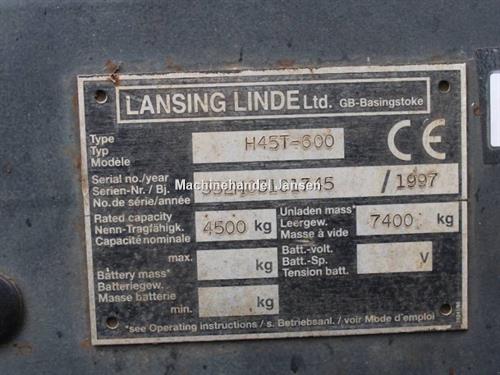 LANSING LINDE Ltd. GB-Basingstoke
Type
Typ
Modèle
H45T-600
CE
Serial no./year
Serien-Nr. / Bj.
No. de série/année
/ 1997
Machinehandel Jansen
Rated capacity
Nenn-Tragfähigk.
Capacité nominale
4500 kg
Unladen mass*
Leergew.*
Masse à vide
7400 kg
max. kg
Battery mass*
Batteriegew.
Masse batterie
min. kg
Batt.-volt.
Batt.-Sp.
Tension batt.
V
*see Operating instructions / s. Betriebsanl. / voir Mode d'emploi